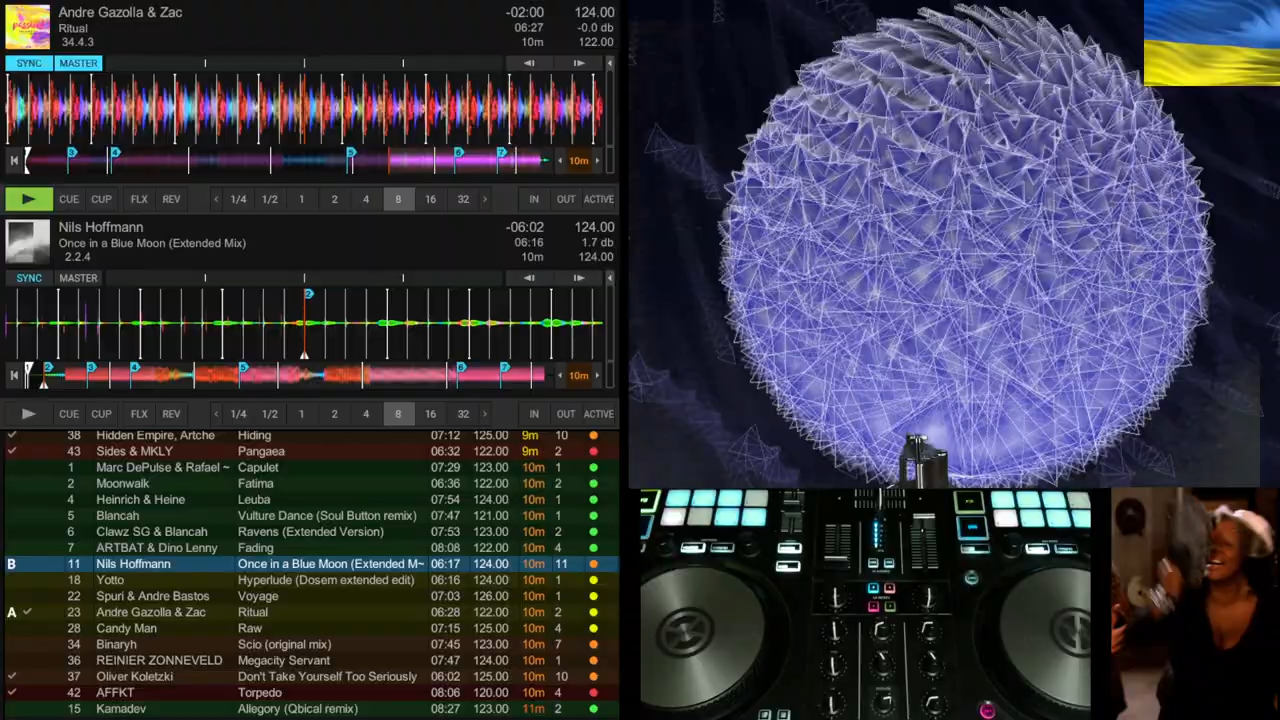 Andre Gazolla & Zac -02:00 124.00
Ritual 06:27 -0.0 db
34.4.3 10m 122.00
SYNC MASTER
3 4 5 6 7 10m
CUE CUP FLX REV 1/4 1/2 1 2 4 8 16 32 IN OUT ACTIVE
Nils Hoffmann -06:02 124.00
Once in a Blue Moon (Extended Mix) 06:16 1.7 db
2.2.4 10m 124.00
SYNC MASTER
2
2 3 4 5 6 7 10m
CUE CUP FLX REV 1/4 1/2 1 2 4 8 16 32 IN OUT ACTIVE
38 Hidden Empire, Artche Hiding 07:12 125.00 9m 10
43 Sides & MKLY Pangaea 06:32 122.00 9m 2
1 Marc DePulse & Rafael ~ Capulet 07:29 123.00 10m 1
2 Moonwalk Fatima 06:36 122.00 10m 2
4 Heinrich & Heine Leuba 07:54 124.00 10m 1
5 Blancah Vulture Dance (Soul Button remix) 07:47 121.00 10m 1
6 Clawz SG & Blancah Ravens (Extended Version) 07:53 123.00 10m 2
7 ARTBAT & Dino Lenny Fading 08:08 122.00 10m 4
B 11 Nils Hoffmann Once in a Blue Moon (Extended M~ 06:17 124.00 10m 11
18 Yotto Hyperlude (Dosem extended edit) 06:16 124.00 10m 1
22 Spuri & Andre Bastos Voyage 07:03 126.00 10m 1
A 23 Andre Gazolla & Zac Ritual 06:28 122.00 10m 2
28 Candy Man Raw 07:15 125.00 10m 4
34 Binaryh Scio (original mix) 07:45 123.00 10m 7
36 REINIER ZONNEVELD Megacity Servant 07:47 124.00 10m 1
37 Oliver Koletzki Don't Take Yourself Too Seriously 06:02 125.00 10m 10
42 AFFKT Torpedo 08:06 120.00 10m 4
15 Kamadev Allegory (Qbical remix) 08:27 123.00 11m 2